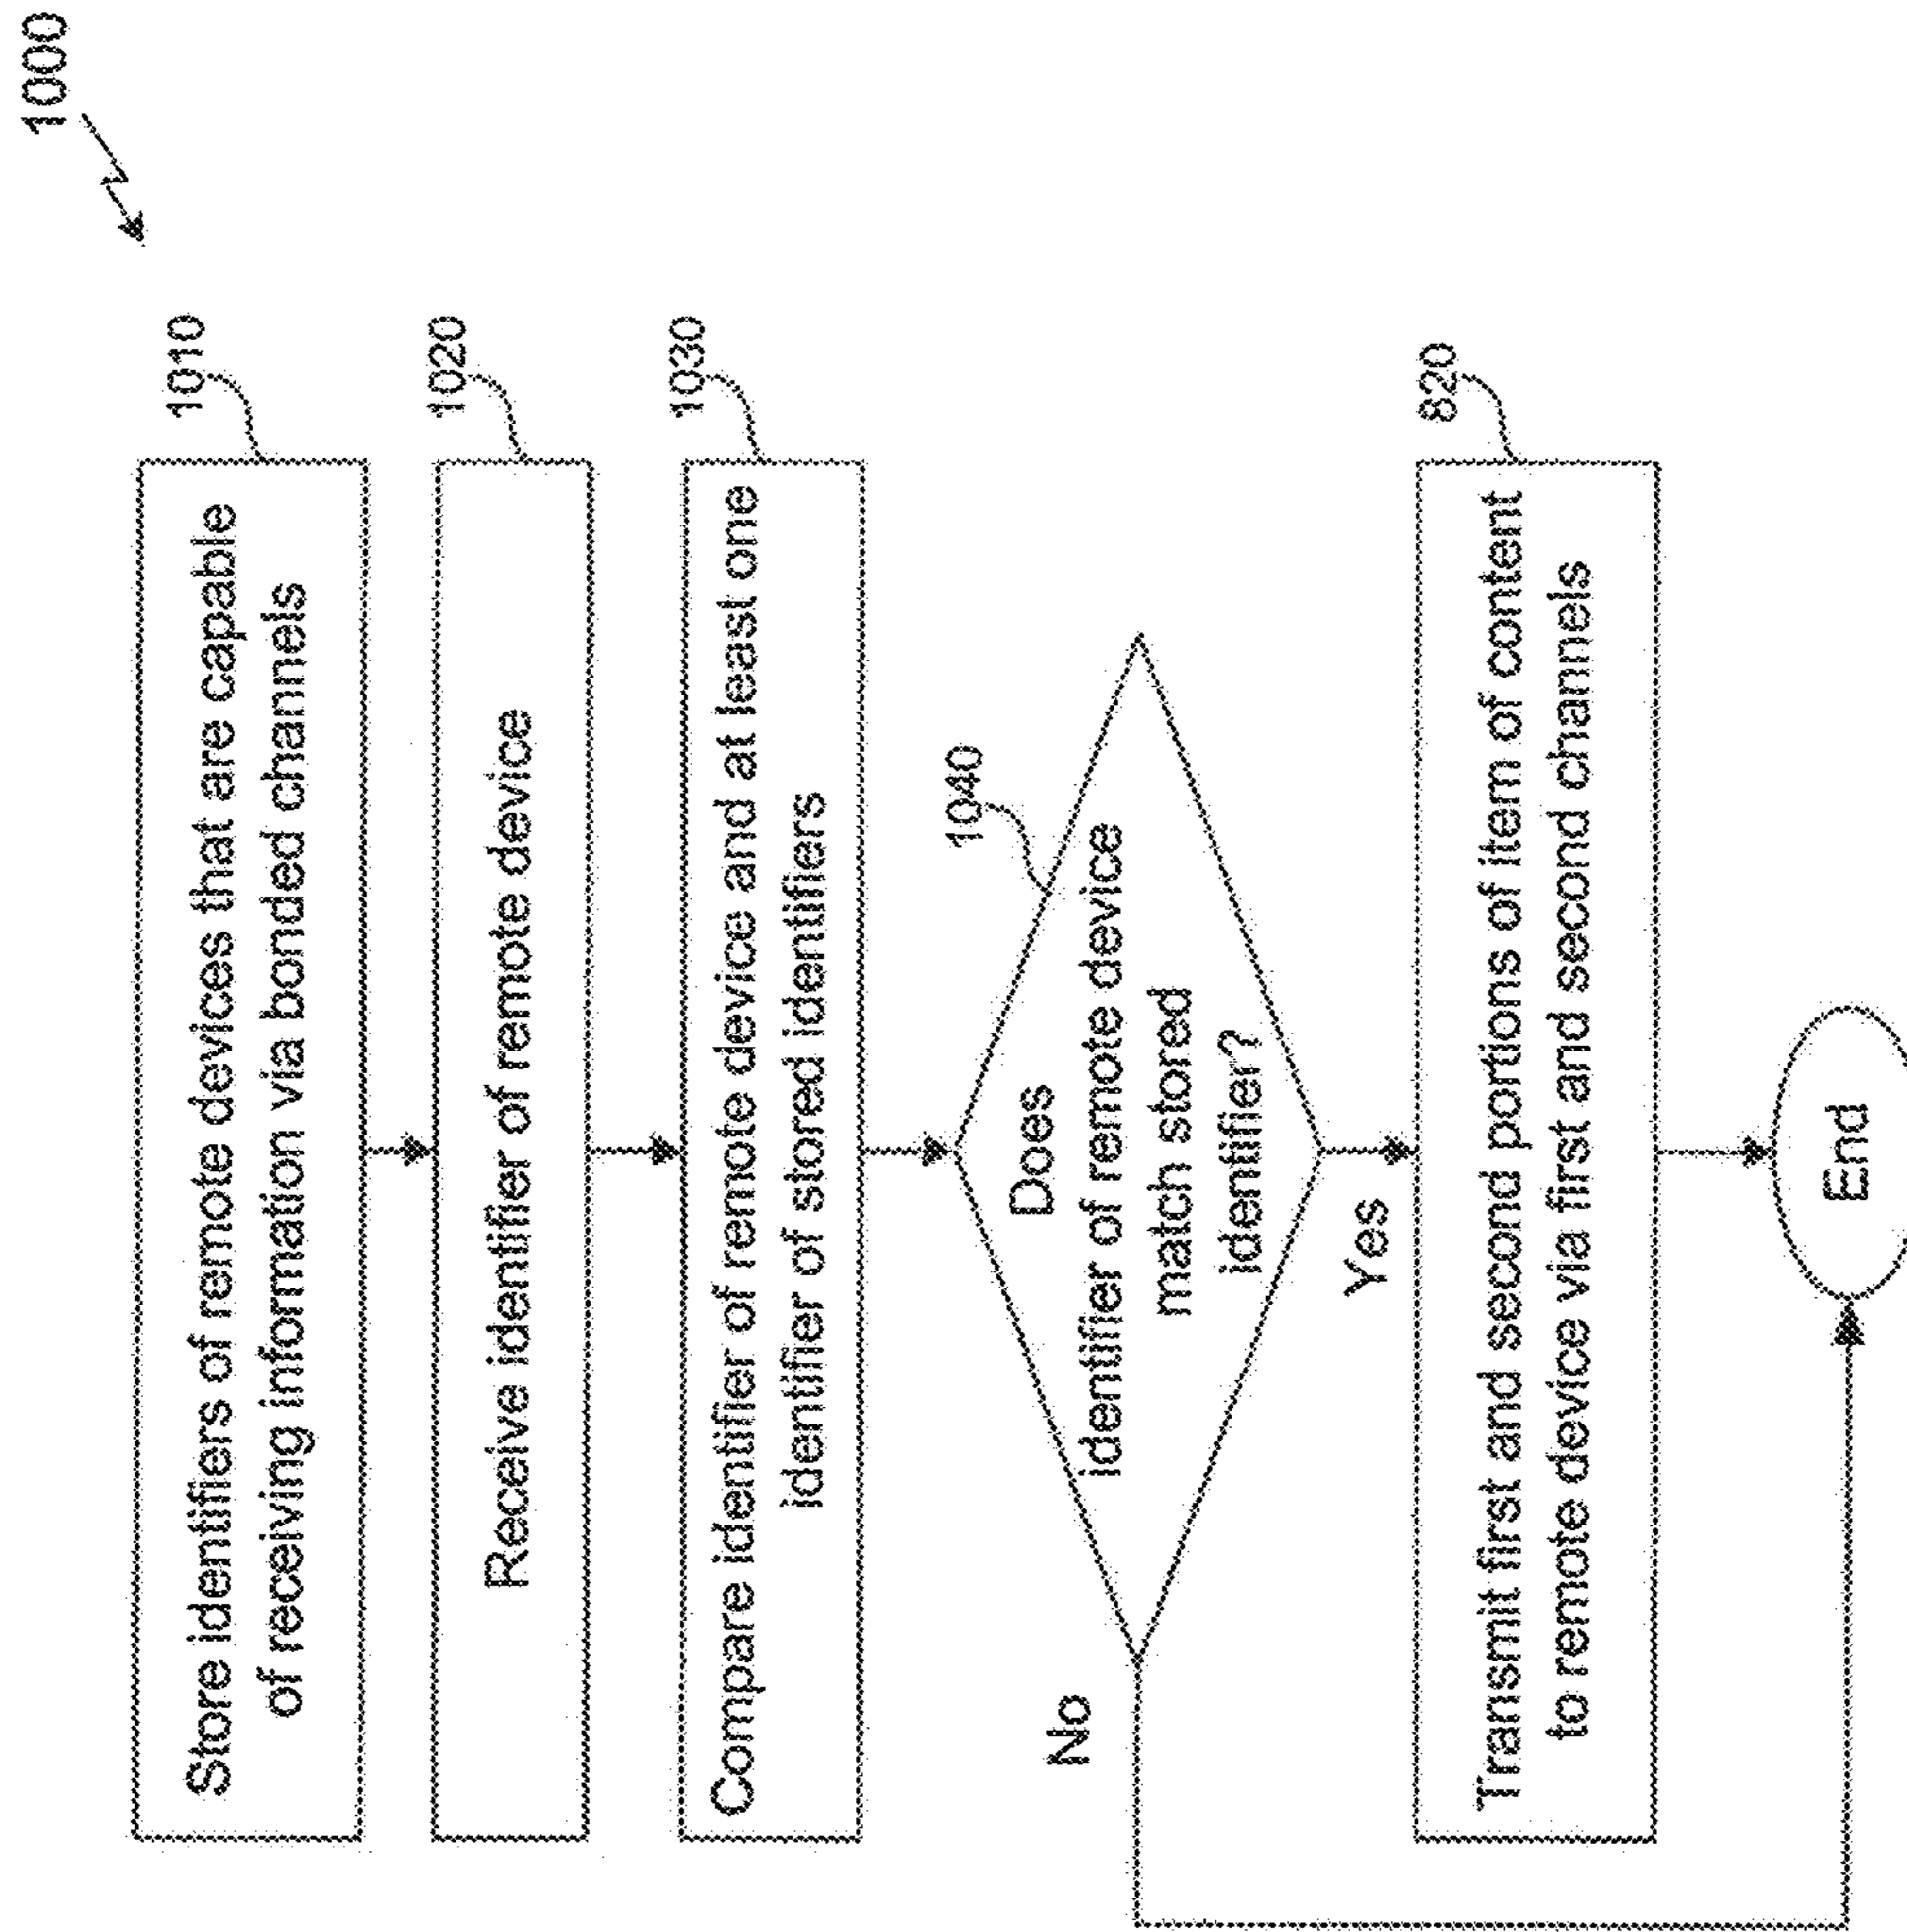 1000
1010
Store identifiers of remote devices that are capable
of receiving information via bonded channels
1020
Receive identifier of remote device
1030
Compare identifier of remote device and at least one
identifier of stored identifiers
1040
Does
identifier of remote device
match stored
identifier?
No
Yes
820
Transmit first and second portions of item of content
to remote device via first and second channels
End